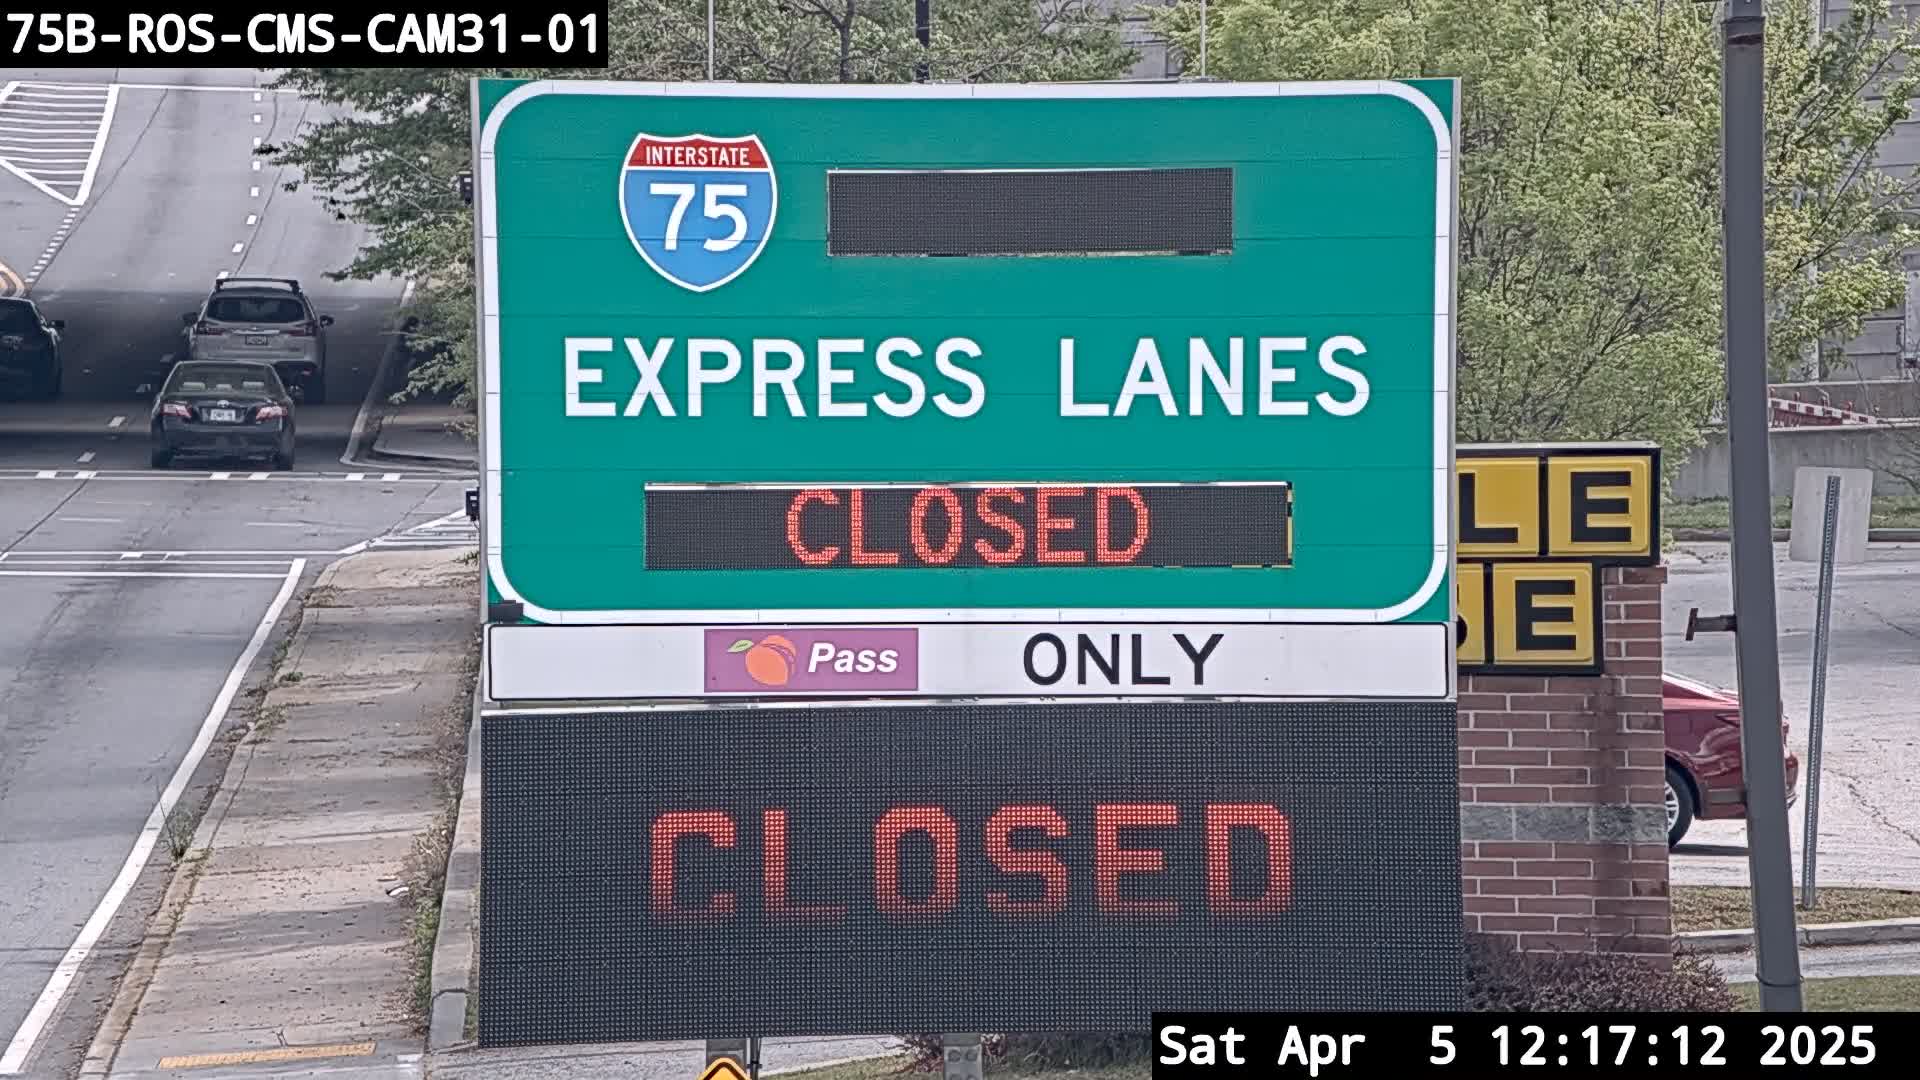 75B-ROS-CMS-CAM31-01
INTERSTATE
75
EXPRESS LANES
CLOSED
Pass ONLY
CLOSED
LE
E
Sat Apr 5 12:17:12 2025